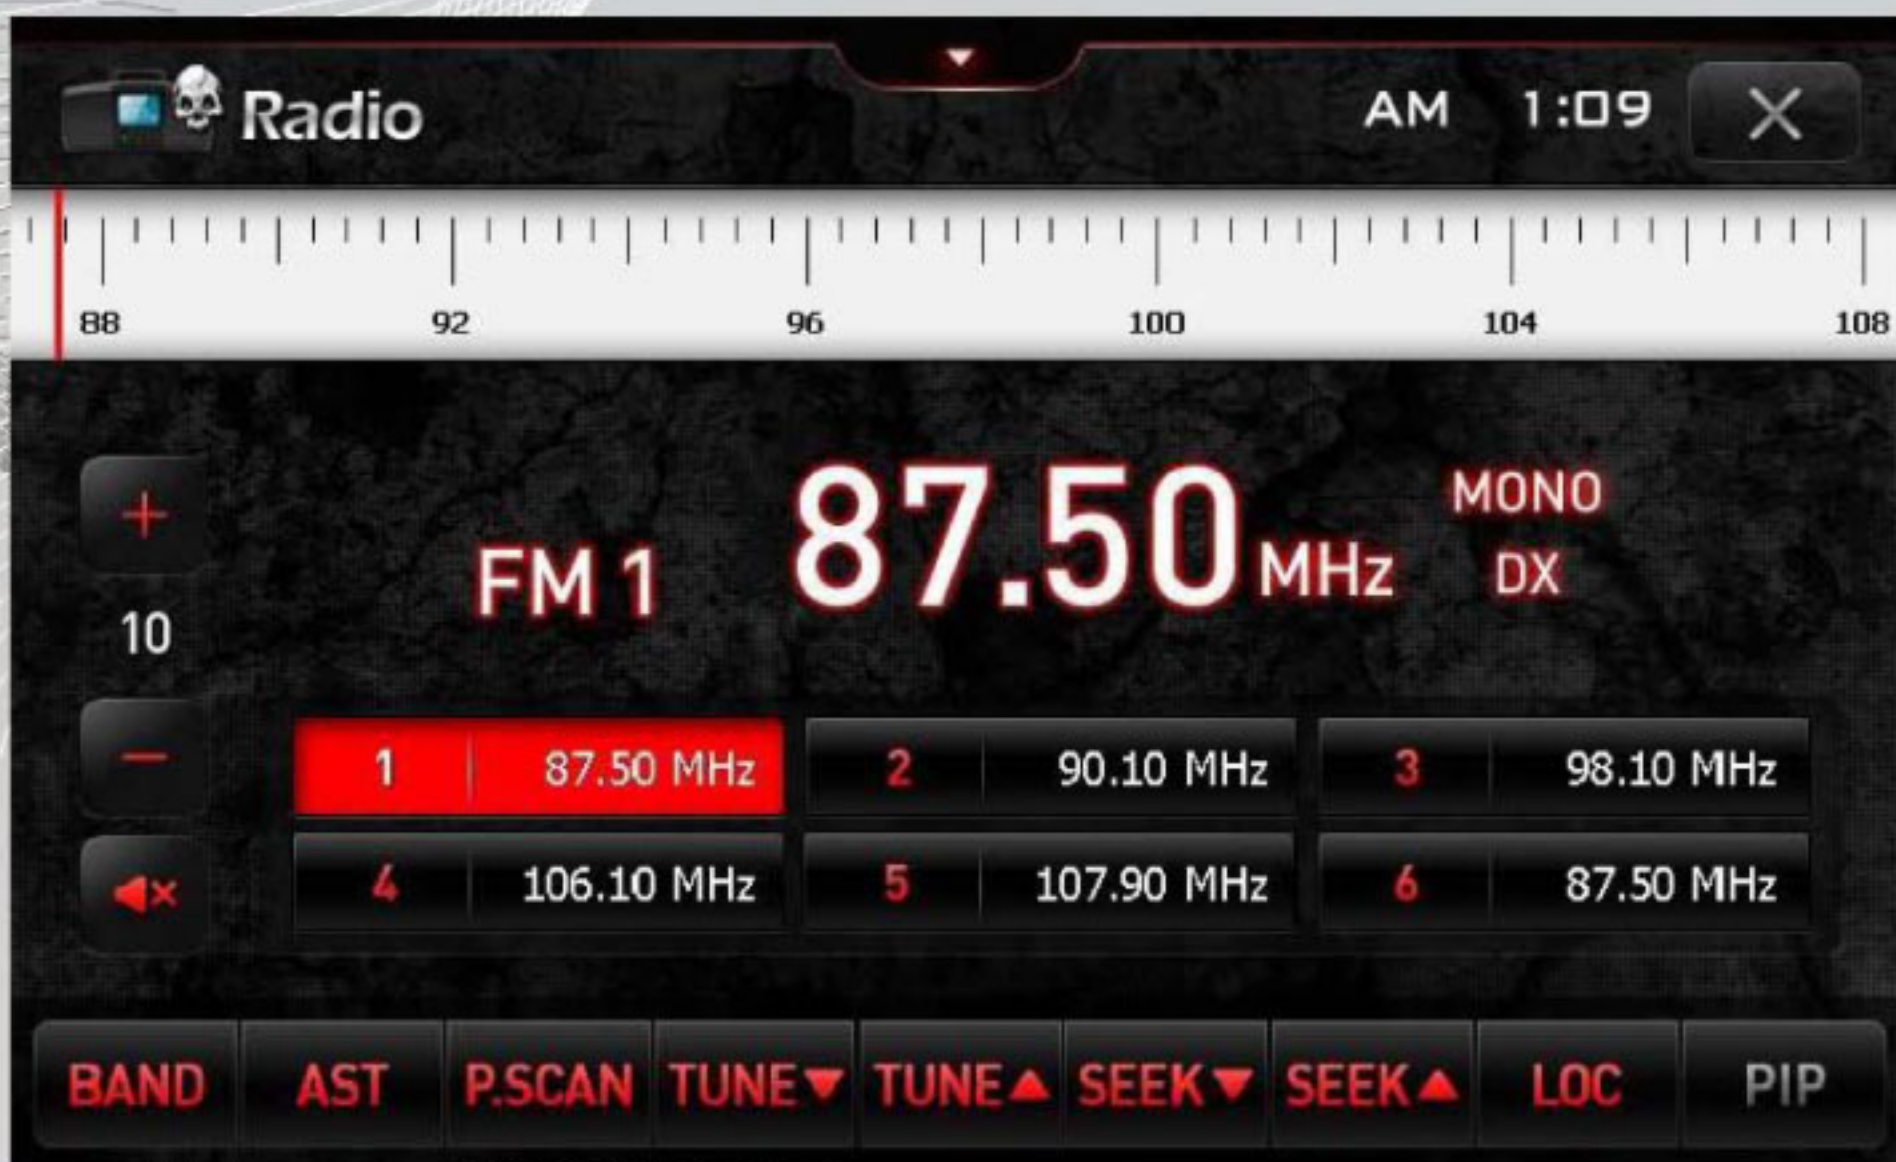 Radio
AM 1:09
88 92 96 100 104 108
+
10
−
FM 1 87.50 MHz
MONO
DX
1 87.50 MHz 2 90.10 MHz 3 98.10 MHz
4 106.10 MHz 5 107.90 MHz 6 87.50 MHz
BAND AST P.SCAN TUNE▼ TUNE▲ SEEK▼ SEEK▲ LOC PIP